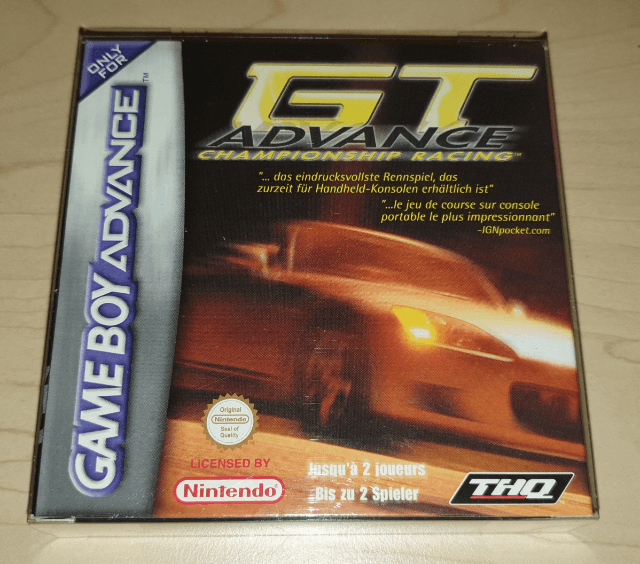 ONLY
FOR
GAME BOY ADVANCE™
GT
ADVANCE
CHAMPIONSHIP RACING™
"... das eindrucksvollste Rennspiel, das
zurzeit für Handheld-Konsolen erhältlich ist"
"...le jeu de course sur console
portable le plus impressionnant"
–IGNpocket.com
Original
Nintendo
Seal of
Quality
LICENSED BY
Nintendo®
Jusqu'à 2 joueurs
Bis zu 2 Spieler
THQ